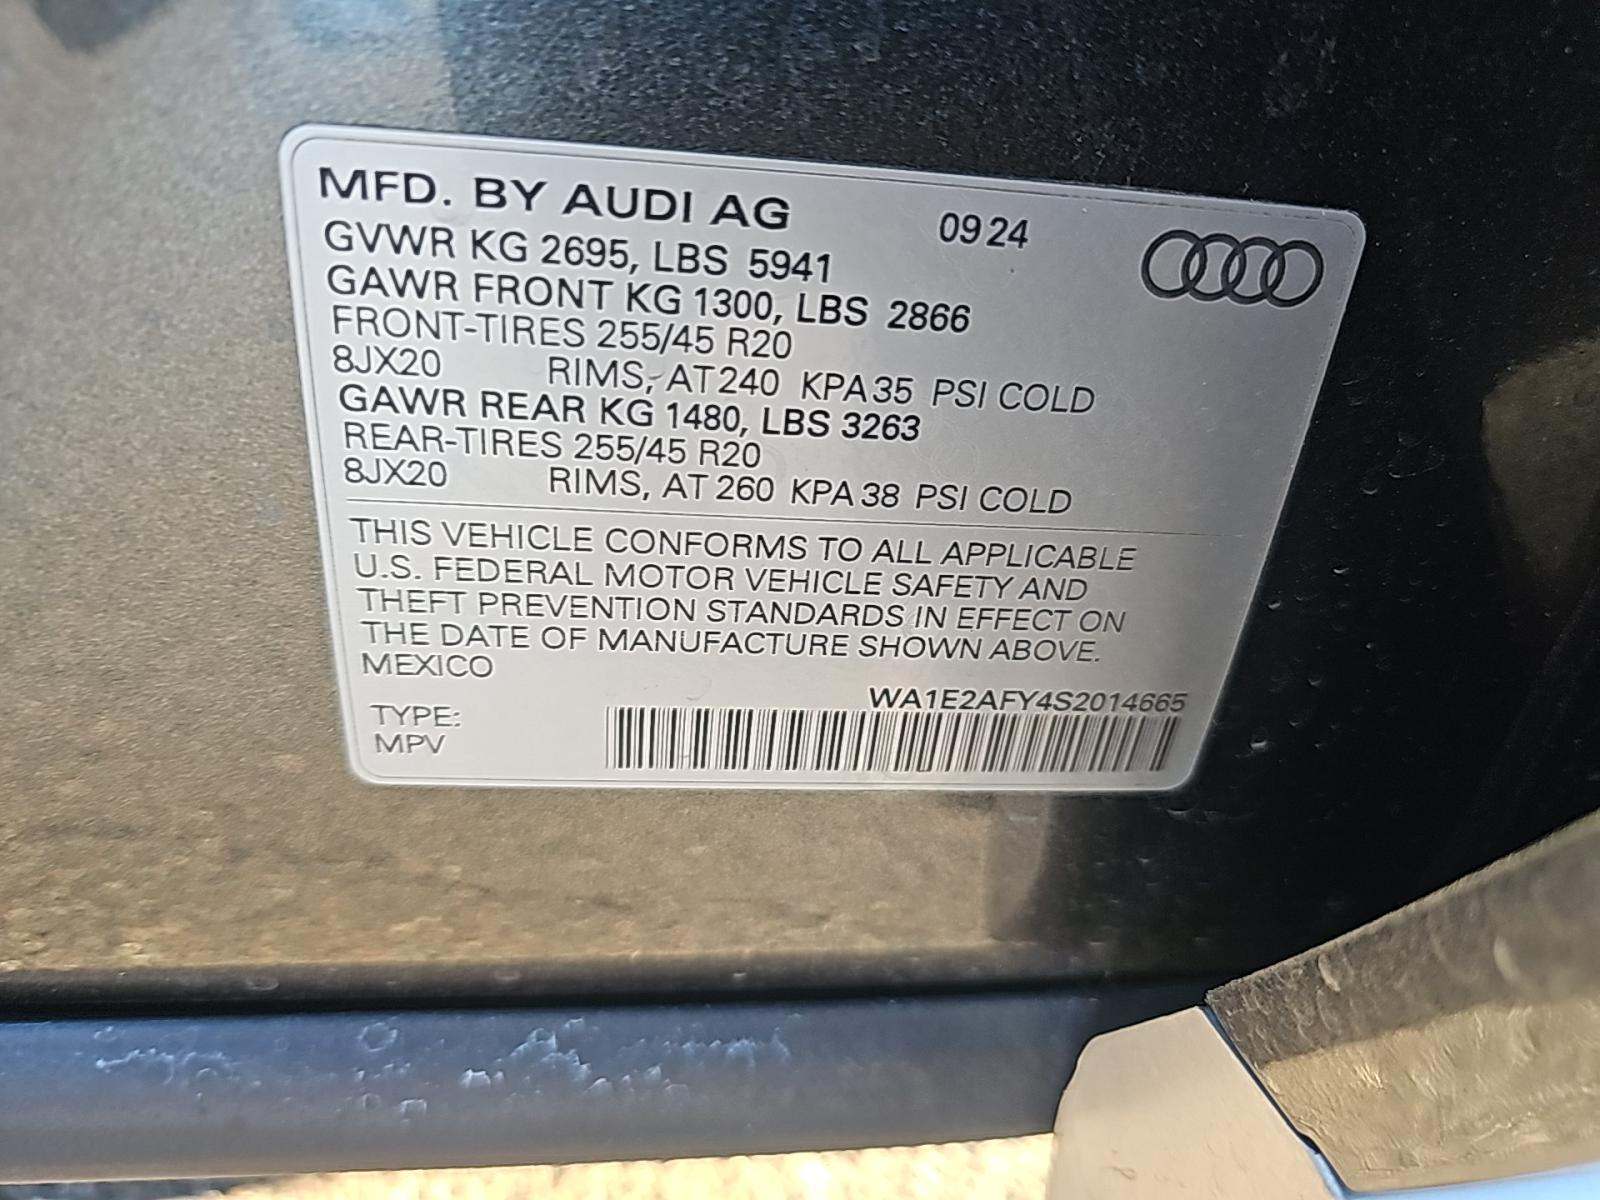 MFD. BY AUDI AG 09 24
GVWR KG 2695, LBS 5941
GAWR FRONT KG 1300, LBS 2866
FRONT-TIRES 255/45 R20
8JX20 RIMS, AT 240 KPA 35 PSI COLD
GAWR REAR KG 1480, LBS 3263
REAR-TIRES 255/45 R20
8JX20 RIMS, AT 260 KPA 38 PSI COLD
THIS VEHICLE CONFORMS TO ALL APPLICABLE
U.S. FEDERAL MOTOR VEHICLE SAFETY AND
THEFT PREVENTION STANDARDS IN EFFECT ON
THE DATE OF MANUFACTURE SHOWN ABOVE.
MEXICO
WA1E2AFY4S2014665
TYPE:
MPV